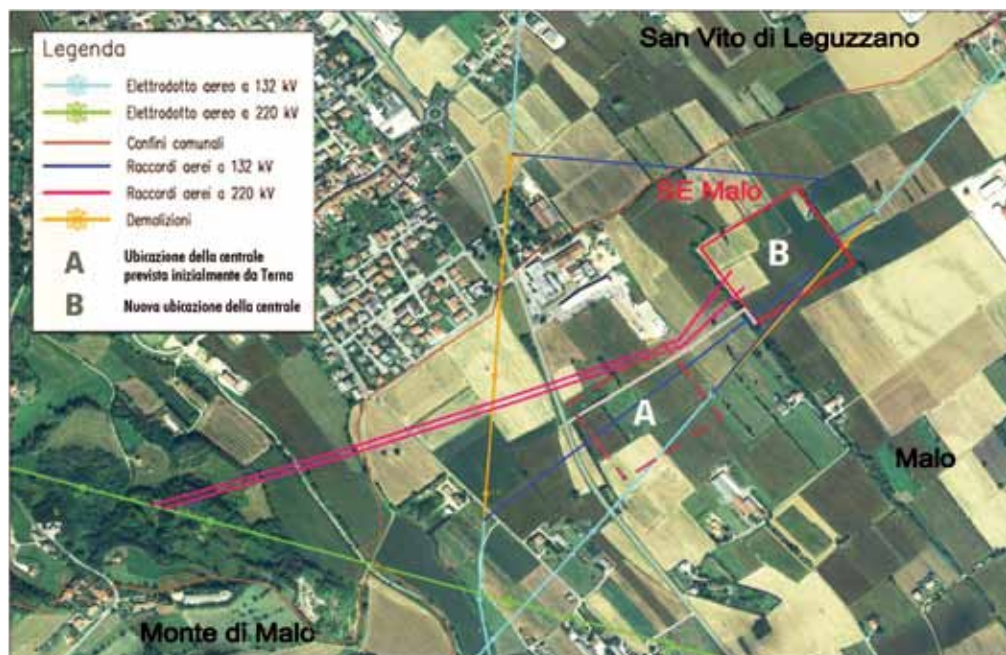 Legenda
Elettrodotto aereo a 132 kV
Elettrodotto aereo a 220 kV
Confini comunali
Raccordi aerei a 132 kV
Raccordi aerei a 220 kV
Demolizioni
A Ubicazione della centrale
prevista inizialmente da Terna
B Nuova ubicazione della centrale
San Vito di Leguzzano
SE Malo
B
A
Malo
Monte di Malo